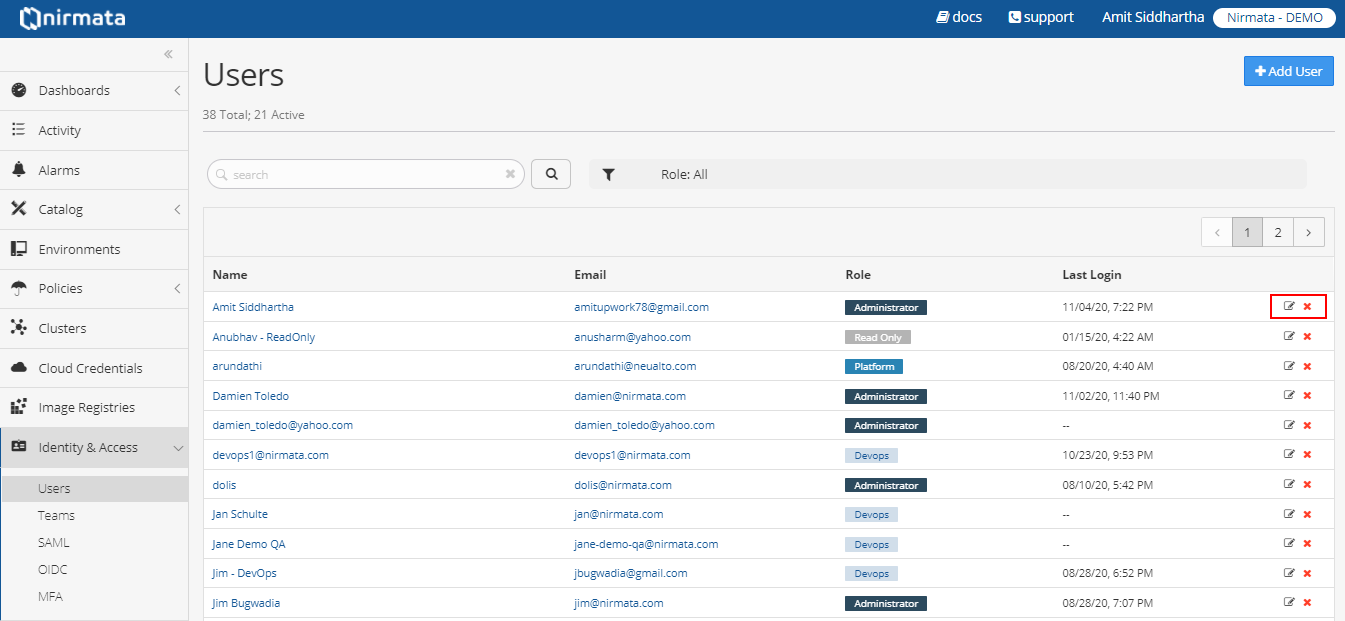 nirmata docs support Amit Siddhartha Nirmata - DEMO
«
Dashboards
Activity
Alarms
Catalog
Environments
Policies
Clusters
Cloud Credentials
Image Registries
Identity & Access
Users
Teams
SAML
OIDC
MFA
Users
+ Add User
38 Total; 21 Active
search
Role: All
‹ 1 2 ›
Name Email Role Last Login
Amit Siddhartha amitupwork78@gmail.com Administrator 11/04/20, 7:22 PM
Anubhav - ReadOnly anusharm@yahoo.com Read Only 01/15/20, 4:22 AM
arundathi arundathi@neualto.com Platform 08/20/20, 4:40 AM
Damien Toledo damien@nirmata.com Administrator 11/02/20, 11:40 PM
damien_toledo@yahoo.com damien_toledo@yahoo.com Administrator --
devops1@nirmata.com devops1@nirmata.com Devops 10/23/20, 9:53 PM
dolis dolis@nirmata.com Administrator 08/10/20, 5:42 PM
Jan Schulte jan@nirmata.com Devops --
Jane Demo QA jane-demo-qa@nirmata.com Devops --
Jim - DevOps jbugwadia@gmail.com Devops 08/28/20, 6:52 PM
Jim Bugwadia jim@nirmata.com Administrator 08/28/20, 7:07 PM